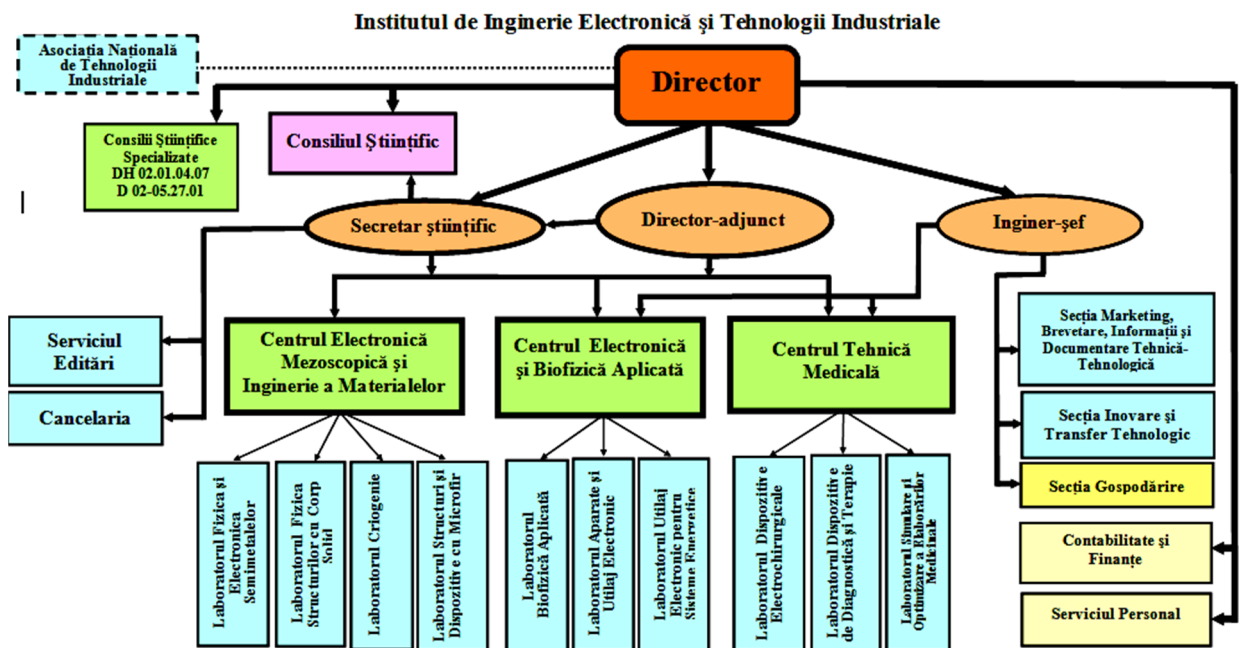 Institutul de Inginerie Electronică şi Tehnologii Industriale
Asociaţia Naţională
de Tehnologii
Industriale
Director
Consilii Ştiinţifice
Specializate
DH 02.01.04.07
D 02-05.27.01
Consiliul Ştiinţific
Secretar ştiinţific
Director-adjunct
Inginer-şef
Serviciul
Editări
Cancelaria
Centrul Electronică
Mezoscopică şi
Inginerie a Materialelor
Centrul Electronică
şi Biofizică Aplicată
Centrul Tehnică
Medicală
Secţia Marketing,
Brevetare, Informaţii şi
Documentare Tehnică-
Tehnologică
Secţia Inovare şi
Transfer Tehnologic
Secţia Gospodărire
Contabilitate şi
Finanţe
Serviciul Personal
Laboratorul Fizica şi
Electronica
Semimetalelor
Laboratorul Fizica
Structurilor cu Corp
Solid
Laboratorul Criogenie
Laboratorul Structuri şi
Dispozitive cu Microfir
Laboratorul
Biofizică Aplicată
Laboratorul Aparate şi
Utilaj Electronic
Laboratorul Utilaj
Electronic pentru
Sisteme Energetice
Laboratorul Dispozitive
Electrochirurgicale
Laboratorul Dispozitive
de Diagnostică şi Terapie
Laboratorul Simulare şi
Optimizare a Elaborărilor
Medicinale